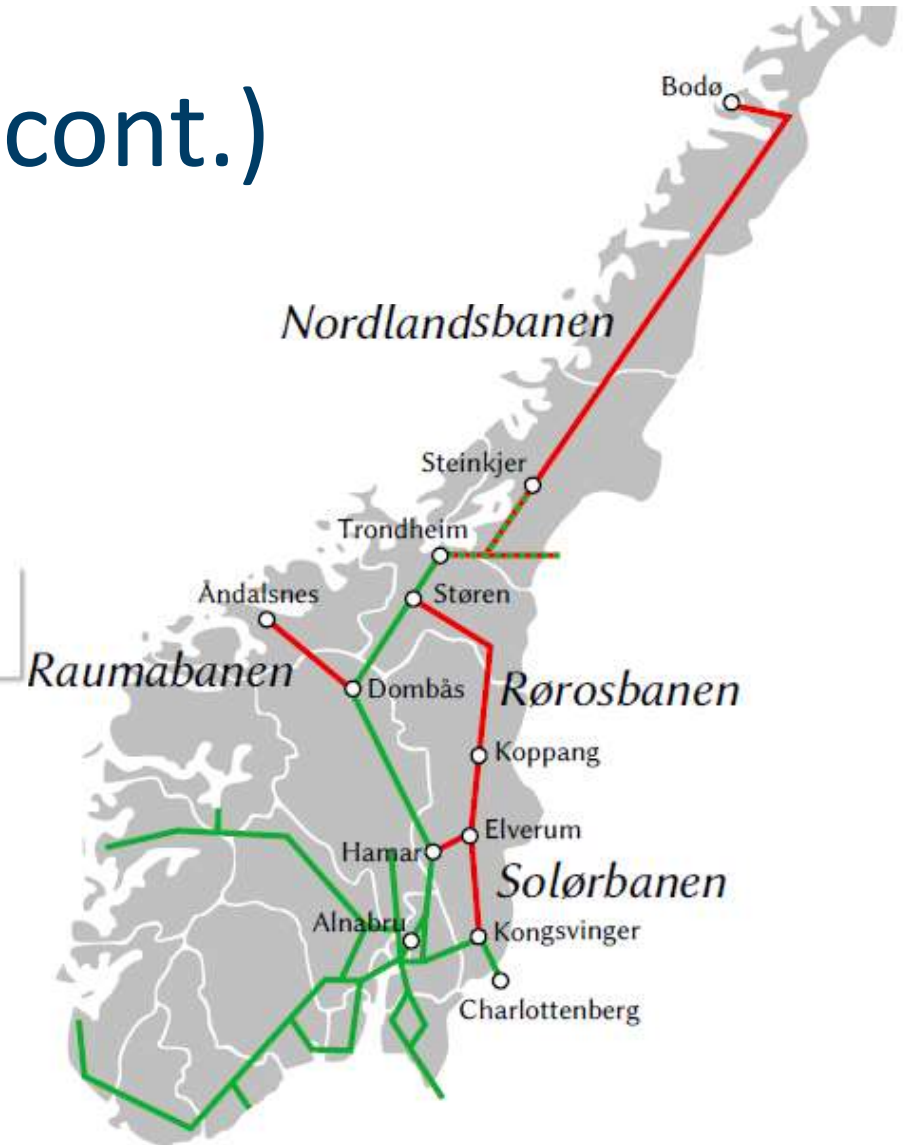 cont.)
Bodø
Nordlandsbanen
Steinkjer
Trondheim
Åndalsnes
Støren
Raumabanen
Dombås
Rørosbanen
Koppang
Elverum
Hamar
Solørbanen
Alnabru
Kongsvinger
Charlottenberg